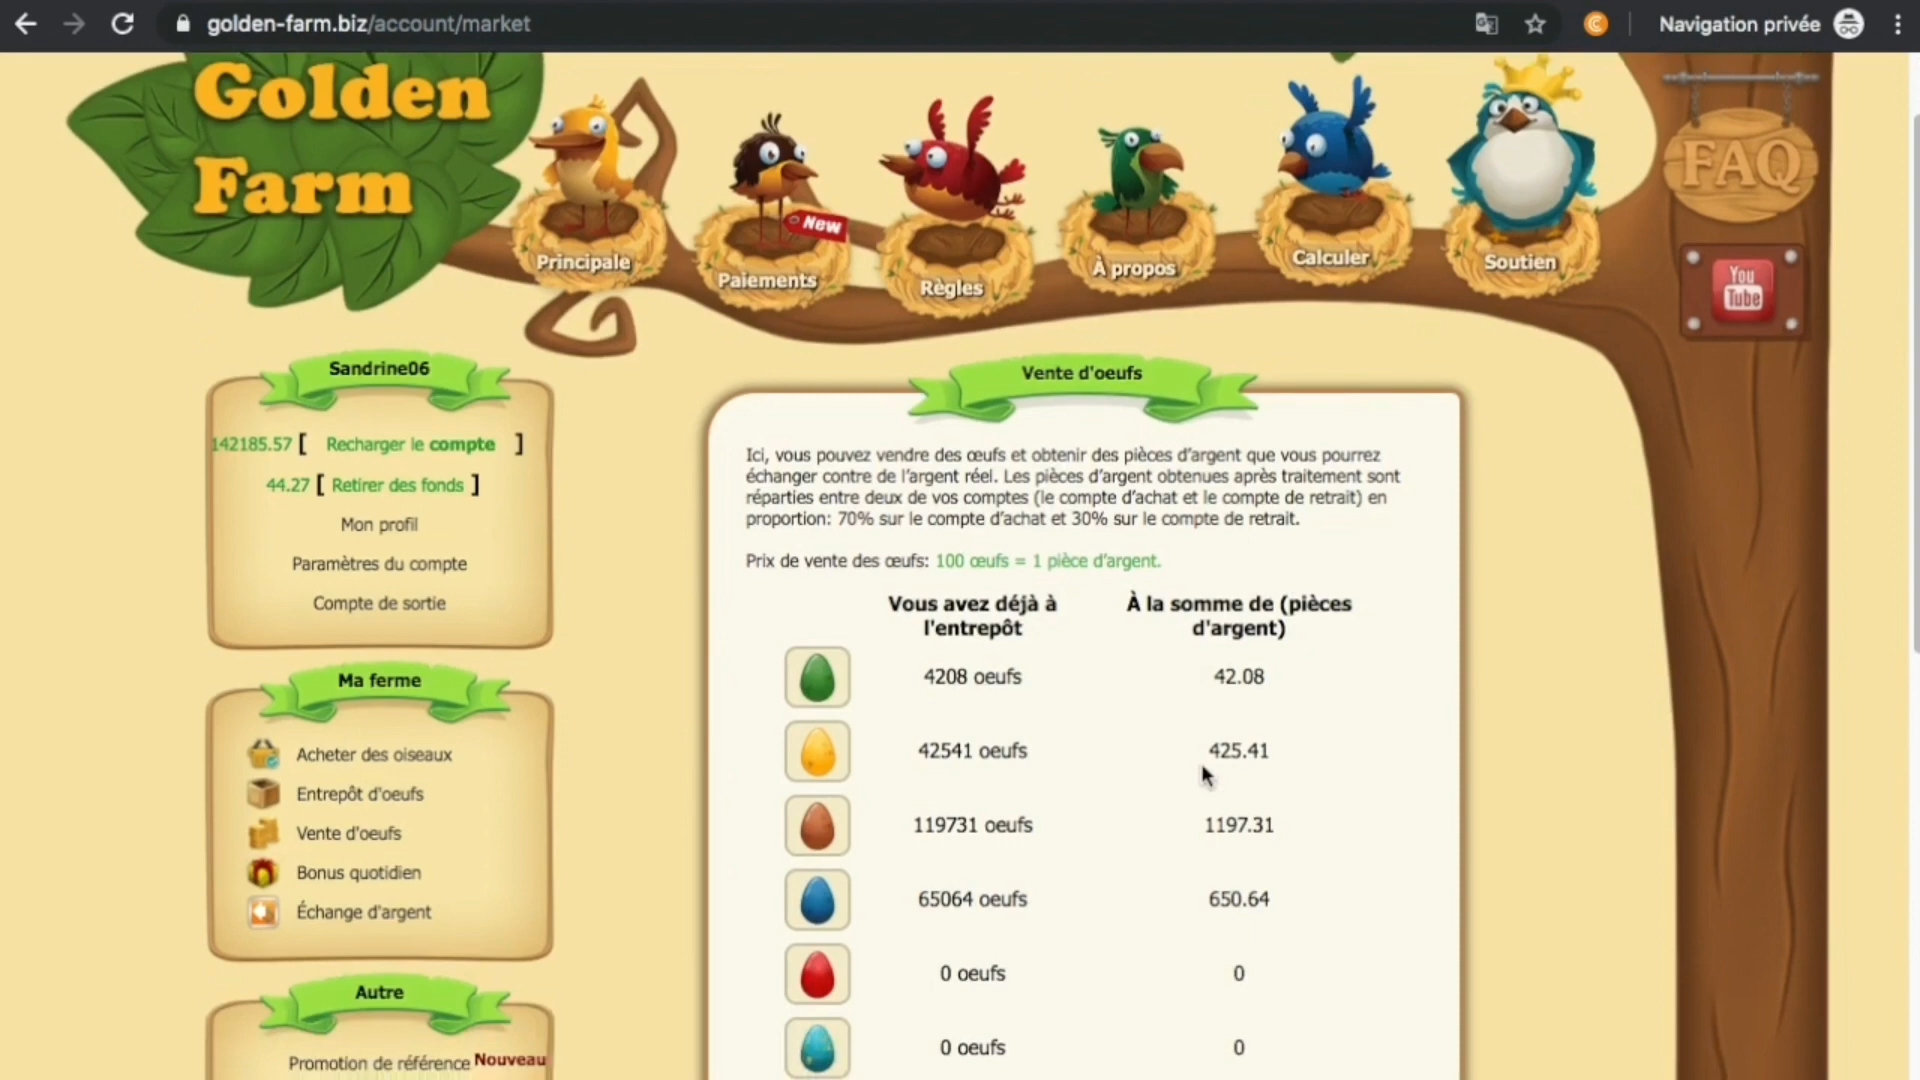 golden-farm.biz/account/market
Navigation privée
Golden
Farm
Principale
Paiements
New
Règles
À propos
Calculer
Soutien
FAQ
You
Tube
Sandrine06
142185.57 [ Recharger le compte ]
44.27 [ Retirer des fonds ]
Mon profil
Paramètres du compte
Compte de sortie
Ma ferme
Acheter des oiseaux
Entrepôt d'oeufs
Vente d'oeufs
Bonus quotidien
Échange d'argent
Autre
Promotion de référence Nouveau
Vente d'oeufs
Ici, vous pouvez vendre des œufs et obtenir des pièces d'argent que vous pourrez
échanger contre de l'argent réel. Les pièces d'argent obtenues après traitement sont
réparties entre deux de vos comptes (le compte d'achat et le compte de retrait) en
proportion: 70% sur le compte d'achat et 30% sur le compte de retrait.
Prix de vente des œufs: 100 œufs = 1 pièce d'argent.
Vous avez déjà à
l'entrepôt
À la somme de (pièces
d'argent)
4208 oeufs 42.08
42541 oeufs 425.41
119731 oeufs 1197.31
65064 oeufs 650.64
0 oeufs 0
0 oeufs 0